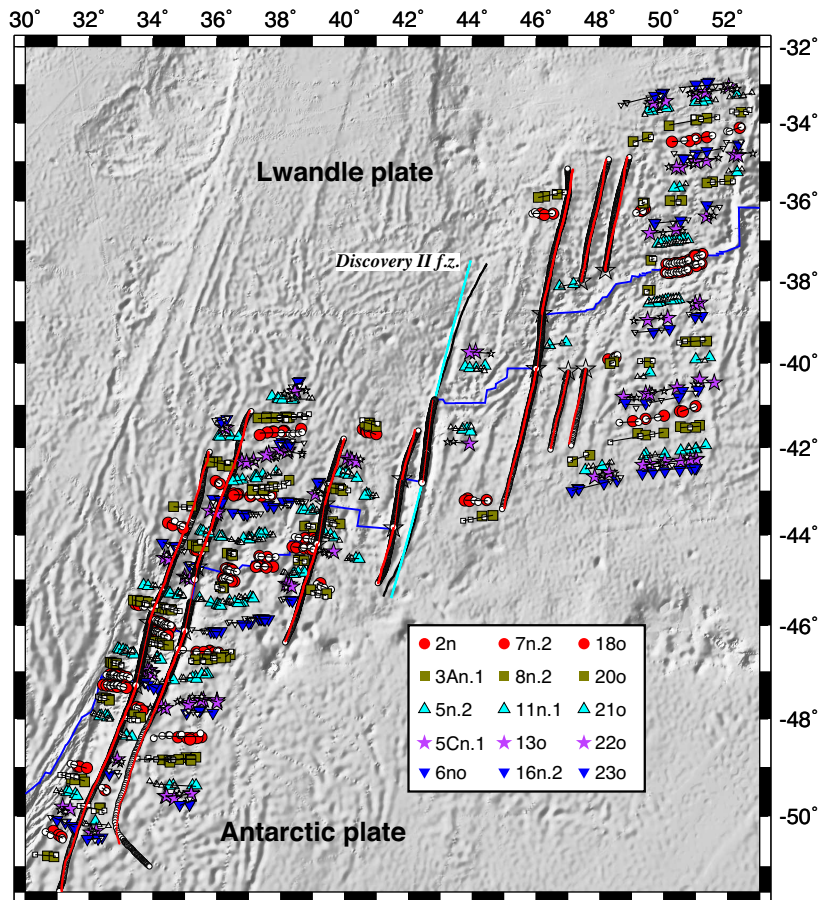 30° 32° 34° 36° 38° 40° 42° 44° 46° 48° 50° 52°
-32°
-34°
Lwandle plate
-36°
Discovery II f.z.
-38°
-40°
-42°
-44°
-46°
2n 7n.2 18o
3An.1 8n.2 20o
5n.2 11n.1 21o
-48°
5Cn.1 13o 22o
6no 16n.2 23o
-50°
Antarctic plate